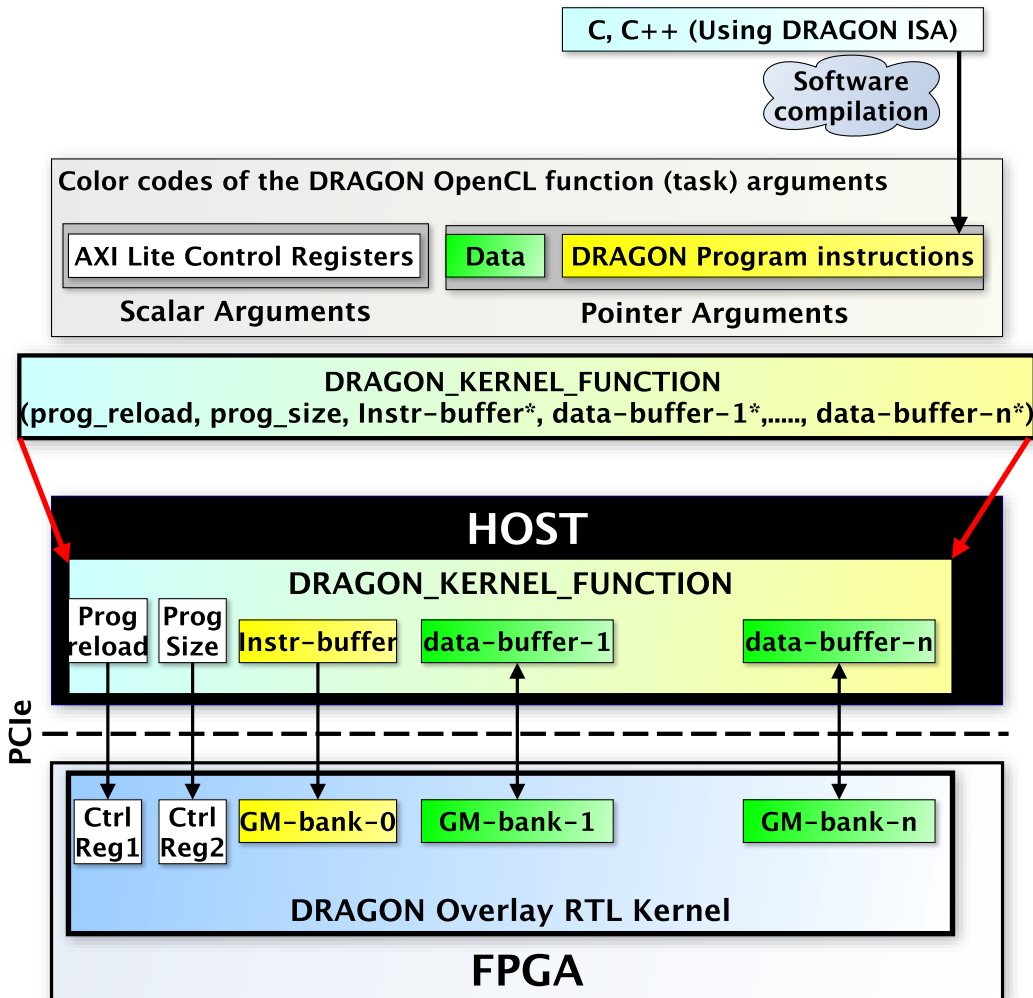 C, C++ (Using DRAGON ISA)
Software
compilation
Color codes of the DRAGON OpenCL function (task) arguments
AXI Lite Control Registers
Data
DRAGON Program instructions
Scalar Arguments
Pointer Arguments
DRAGON_KERNEL_FUNCTION
(prog_reload, prog_size, Instr-buffer*, data-buffer-1*,....., data-buffer-n*)
HOST
DRAGON_KERNEL_FUNCTION
Prog
reload
Prog
Size
Instr-buffer
data-buffer-1
data-buffer-n
PCIe
Ctrl
Reg1
Ctrl
Reg2
GM-bank-0
GM-bank-1
GM-bank-n
DRAGON Overlay RTL Kernel
FPGA